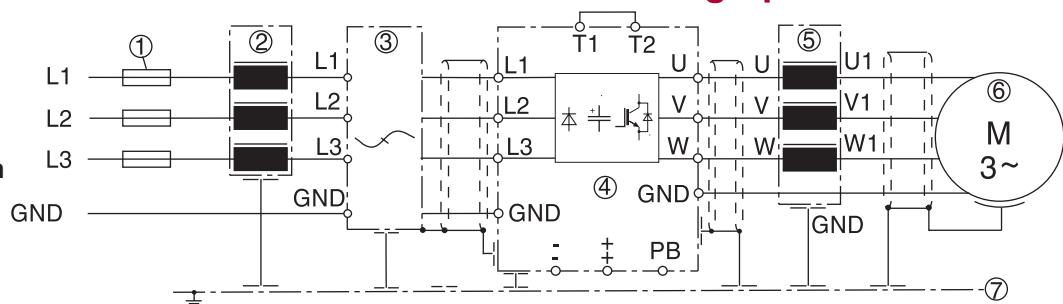 T1 T2
① ② ③ ⑤
L1 L1 L1 U U U1 ⑥
L2 L2 L2 V V V1 M
L3 L3 L3 W W W1 3~
④
GND GND GND GND GND
- + PB
⑦